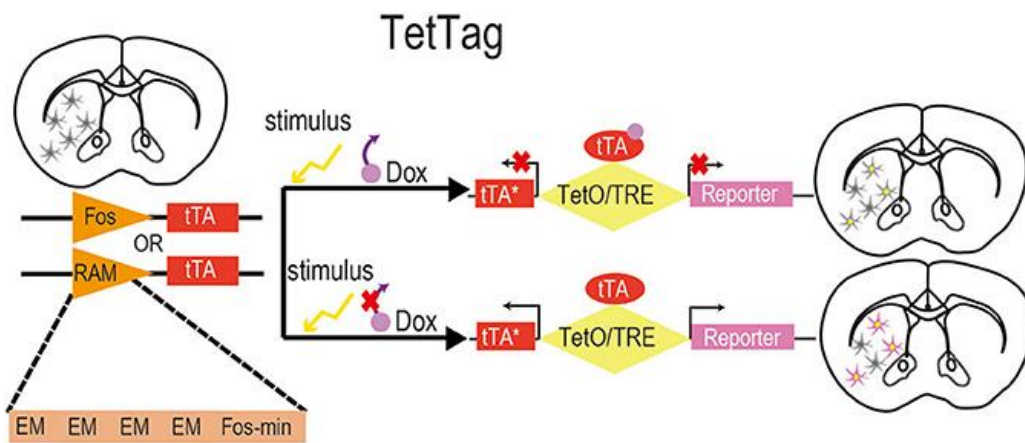 TetTag
stimulus
Dox
tTA
tTA*
TetO/TRE
Reporter
Fos
tTA
OR
RAM
tTA
stimulus
Dox
tTA
tTA*
TetO/TRE
Reporter
EM EM EM EM Fos-min